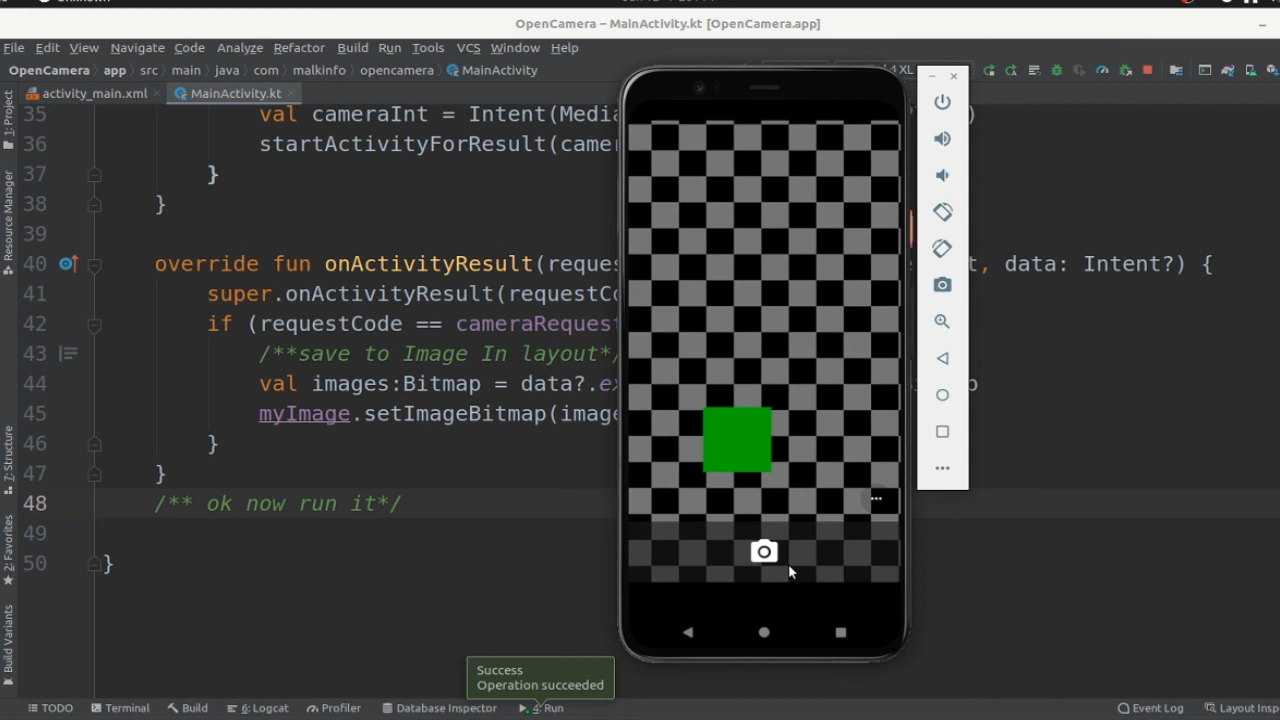 OpenCamera – MainActivity.kt [OpenCamera.app]
File Edit View Navigate Code Analyze Refactor Build Run Tools VCS Window Help
OpenCamera app src main java com malkinfo opencamera MainActivity
4 XL
activity_main.xml MainActivity.kt
1: Project
Resource Manager
Z: Structure
2: Favorites
Build Variants
35 val cameraInt = Intent(Media )
36 startActivityForResult(camer
37 }
38 }
39
40 override fun onActivityResult(reque t, data: Intent?) {
41 super.onActivityResult(requestCo
42 if (requestCode == cameraRequest
43 /**save to Image In layout*/
44 val images:Bitmap = data?.ex p
45 myImage.setImageBitmap(image
46 }
47 }
48 /** ok now run it*/
49
50 }
Success
Operation succeeded
TODO Terminal Build 6: Logcat Profiler Database Inspector 4: Run Event Log Layout Insp